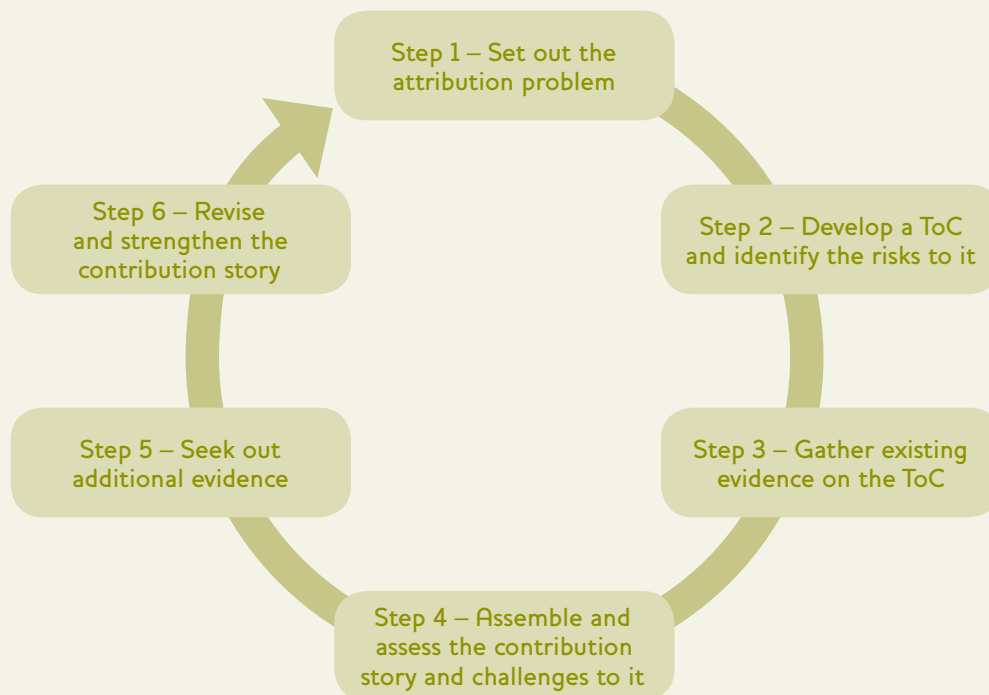 Step 1 – Set out the
attribution problem
Step 2 – Develop a ToC
and identify the risks to it
Step 3 – Gather existing
evidence on the ToC
Step 4 – Assemble and
assess the contribution
story and challenges to it
Step 5 – Seek out
additional evidence
Step 6 – Revise
and strengthen the
contribution story